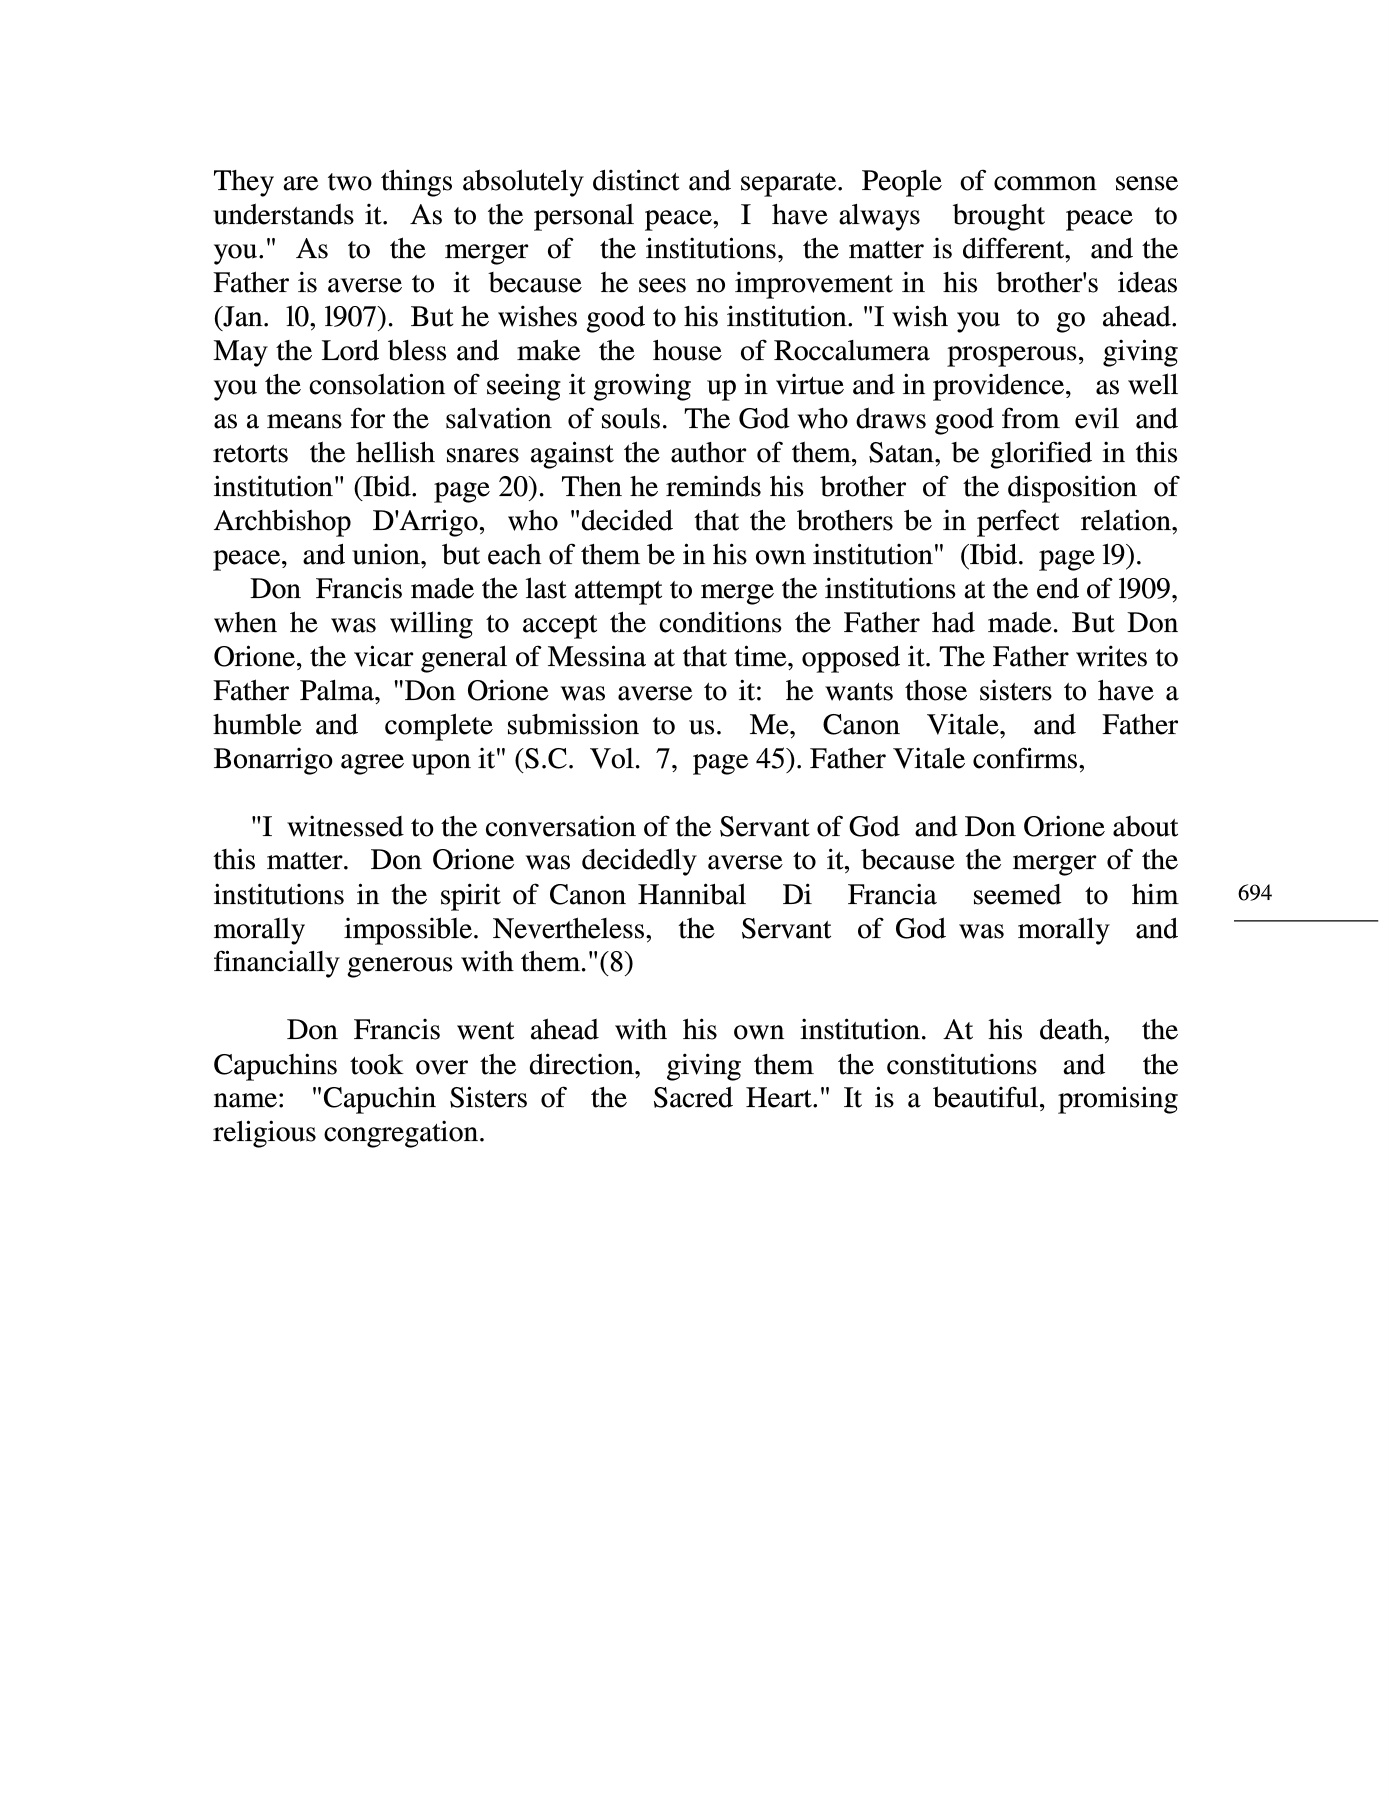 They are two things absolutely distinct and separate. People of common sense
understands it. As to the personal peace, I have always brought peace to
you." As to the merger of the institutions, the matter is different, and the
Father is averse to it because he sees no improvement in his brother's ideas
(Jan. l0, l907). But he wishes good to his institution. "I wish you to go ahead.
May the Lord bless and make the house of Roccalumera prosperous, giving
you the consolation of seeing it growing up in virtue and in providence, as well
as a means for the salvation of souls. The God who draws good from evil and
retorts the hellish snares against the author of them, Satan, be glorified in this
institution" (Ibid. page 20). Then he reminds his brother of the disposition of
Archbishop D'Arrigo, who "decided that the brothers be in perfect relation,
peace, and union, but each of them be in his own institution" (Ibid. page l9).
Don Francis made the last attempt to merge the institutions at the end of l909,
when he was willing to accept the conditions the Father had made. But Don
Orione, the vicar general of Messina at that time, opposed it. The Father writes to
Father Palma, "Don Orione was averse to it: he wants those sisters to have a
humble and complete submission to us. Me, Canon Vitale, and Father
Bonarrigo agree upon it" (S.C. Vol. 7, page 45). Father Vitale confirms,
"I witnessed to the conversation of the Servant of God and Don Orione about
this matter. Don Orione was decidedly averse to it, because the merger of the
institutions in the spirit of Canon Hannibal Di Francia seemed to him
morally impossible. Nevertheless, the Servant of God was morally and
financially generous with them."(8)
Don Francis went ahead with his own institution. At his death, the
Capuchins took over the direction, giving them the constitutions and the
name: "Capuchin Sisters of the Sacred Heart." It is a beautiful, promising
religious congregation.
694